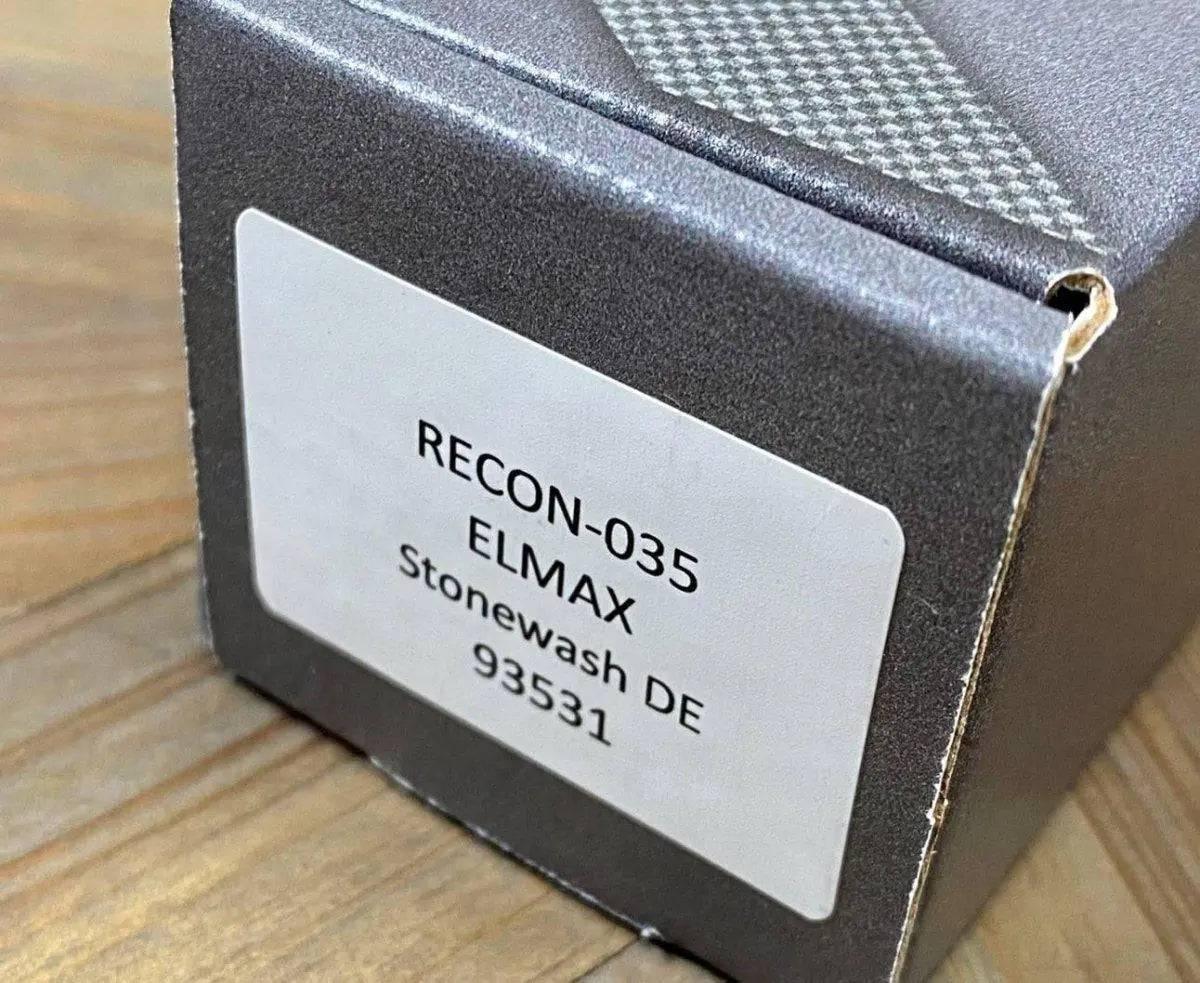 RECON-035
ELMAX
Stonewash DE
93531